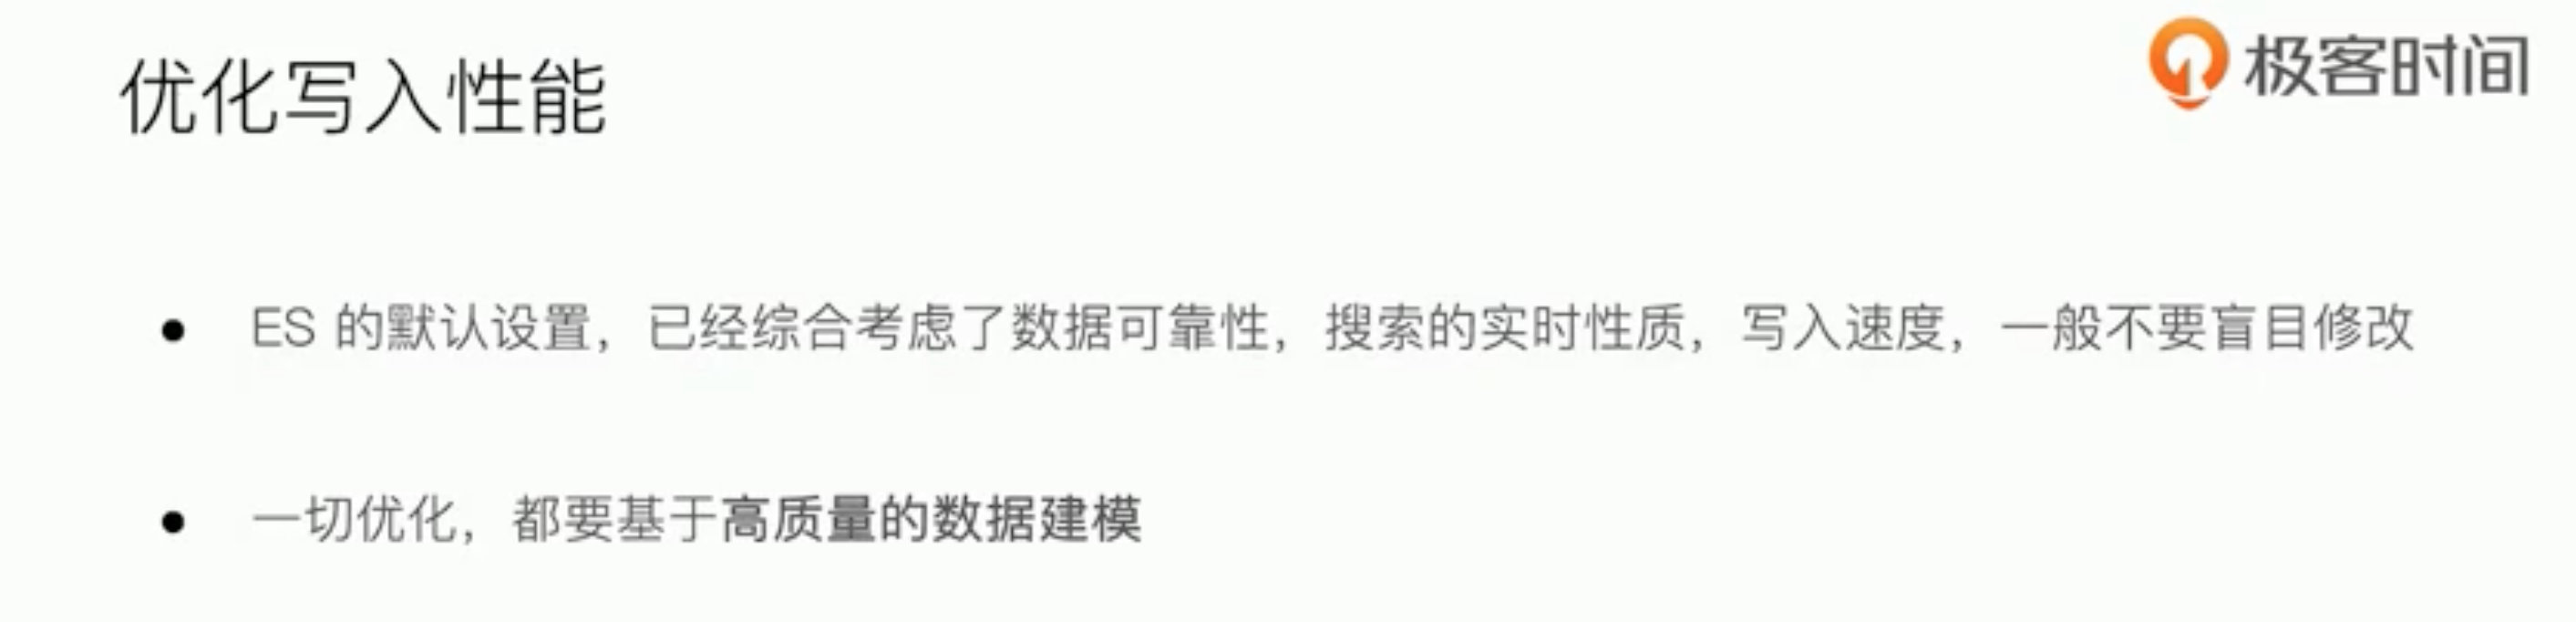 优化写入性能
极客时间
ES 的默认设置，已经综合考虑了数据可靠性，搜索的实时性质，写入速度，一般不要盲目修改
一切优化，都要基于高质量的数据建模